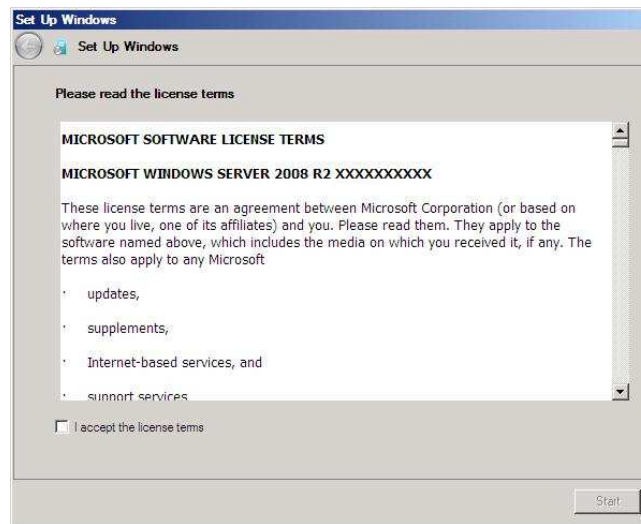 Set Up Windows
Set Up Windows
Please read the license terms
MICROSOFT SOFTWARE LICENSE TERMS
MICROSOFT WINDOWS SERVER 2008 R2 XXXXXXXXXX
These license terms are an agreement between Microsoft Corporation (or based on
where you live, one of its affiliates) and you. Please read them. They apply to the
software named above, which includes the media on which you received it, if any. The
terms also apply to any Microsoft
· updates,
· supplements,
· Internet-based services, and
· support services
I accept the license terms
Start